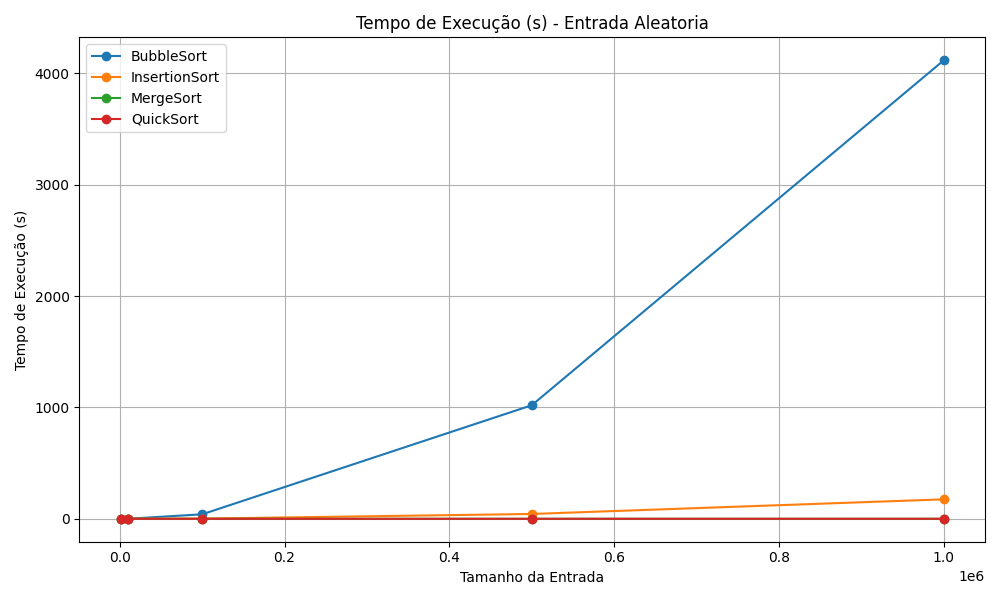 Tempo de Execução (s) - Entrada Aleatoria
BubbleSort
InsertionSort
MergeSort
QuickSort
Tempo de Execução (s)
4000
3000
2000
1000
0
0.0 0.2 0.4 0.6 0.8 1.0
1e6
Tamanho da Entrada